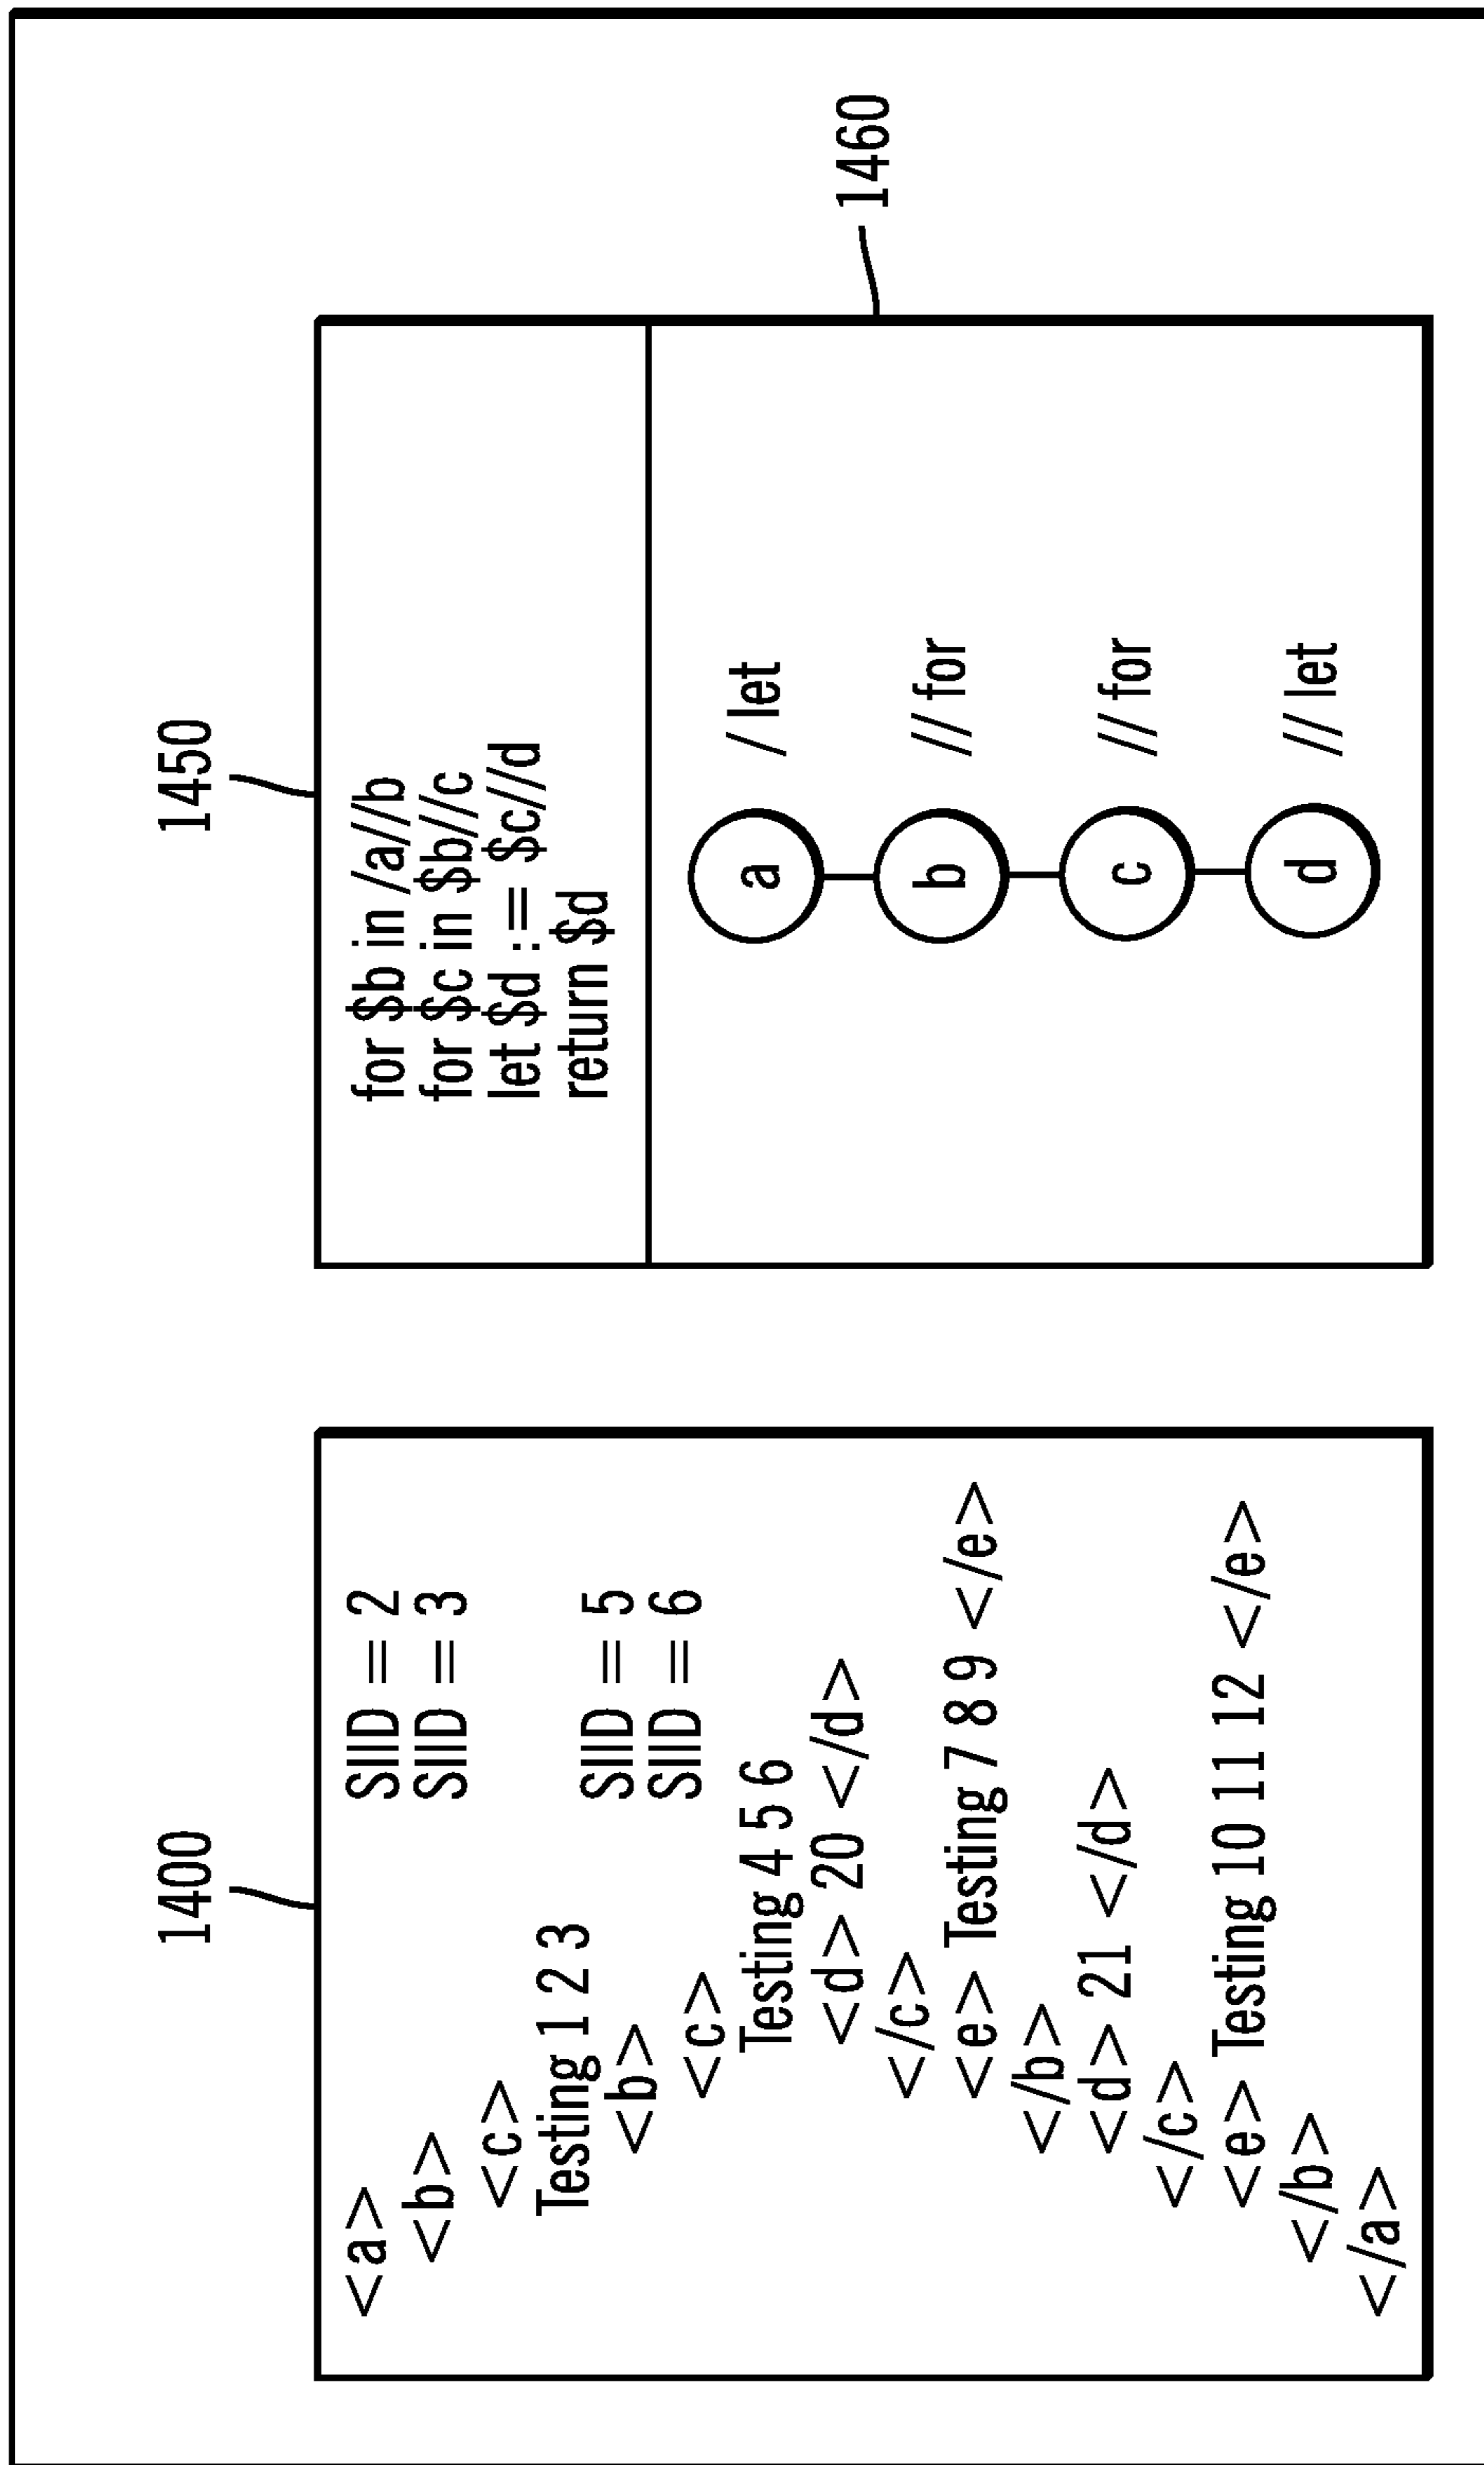 1400
<a> SIID = 2
<b> SIID = 3
<c>
Testing 1 2 3
<b> SIID = 5
<c> SIID = 6
Testing 4 5 6
<d> 20 </d>
</c>
<e> Testing 7 8 9 </e>
</b>
<d> 21 </d>
</c>
<e> Testing 10 11 12 </e>
</b>
</a>
1450
for $b in /a//b
for $c in $b//c
let $d := $c//d
return $d
a / let
b // for
c // for
d // let
1460